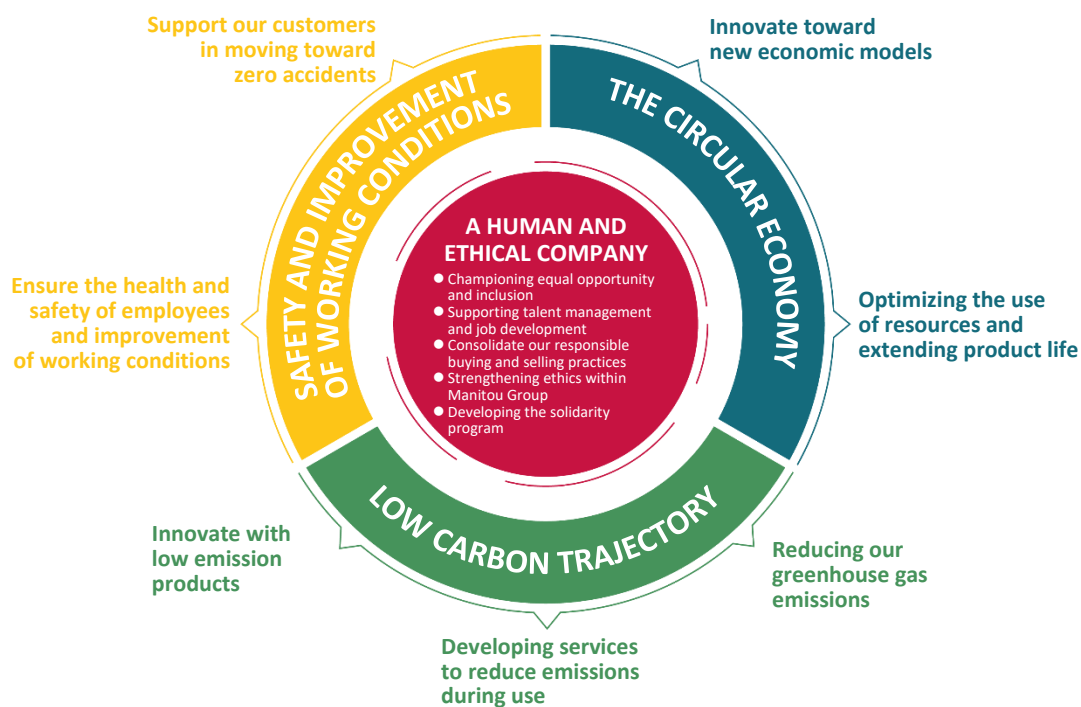 Support our customers
in moving toward
zero accidents
Innovate toward
new economic models
SAFETY AND IMPROVEMENT
OF WORKING CONDITIONS
THE CIRCULAR ECONOMY
A HUMAN AND
ETHICAL COMPANY
● Championing equal opportunity
and inclusion
● Supporting talent management
and job development
● Consolidate our responsible
buying and selling practices
● Strengthening ethics within
Manitou Group
● Developing the solidarity
program
Ensure the health and
safety of employees
and improvement
of working conditions
Optimizing the use
of resources and
extending product life
LOW CARBON TRAJECTORY
Innovate with
low emission
products
Reducing our
greenhouse gas
emissions
Developing services
to reduce emissions
during use